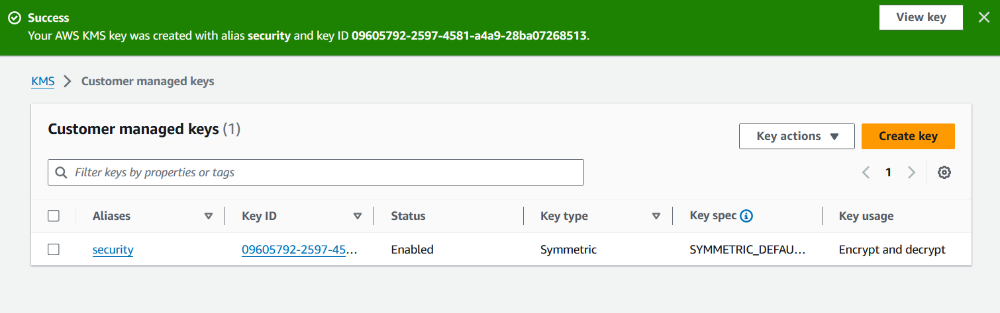 Success
View key
Your AWS KMS key was created with alias security and key ID 09605792-2597-4581-a4a9-28ba07268513.
KMS > Customer managed keys
Customer managed keys (1)
Key actions
Create key
Filter keys by properties or tags
1
Aliases Key ID Status Key type Key spec Key usage
security 09605792-2597-45... Enabled Symmetric SYMMETRIC_DEFAU... Encrypt and decrypt